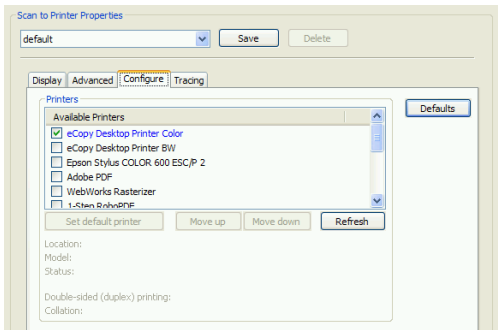 Scan to Printer Properties
default Save Delete
Display Advanced Configure Tracing
Printers
Defaults
Available Printers
eCopy Desktop Printer Color
eCopy Desktop Printer BW
Epson Stylus COLOR 600 ESC/P 2
Adobe PDF
WebWorks Rasterizer
1-Step RoboPDF
Set default printer Move up Move down Refresh
Location:
Model:
Status:
Double-sided (duplex) printing:
Collation: